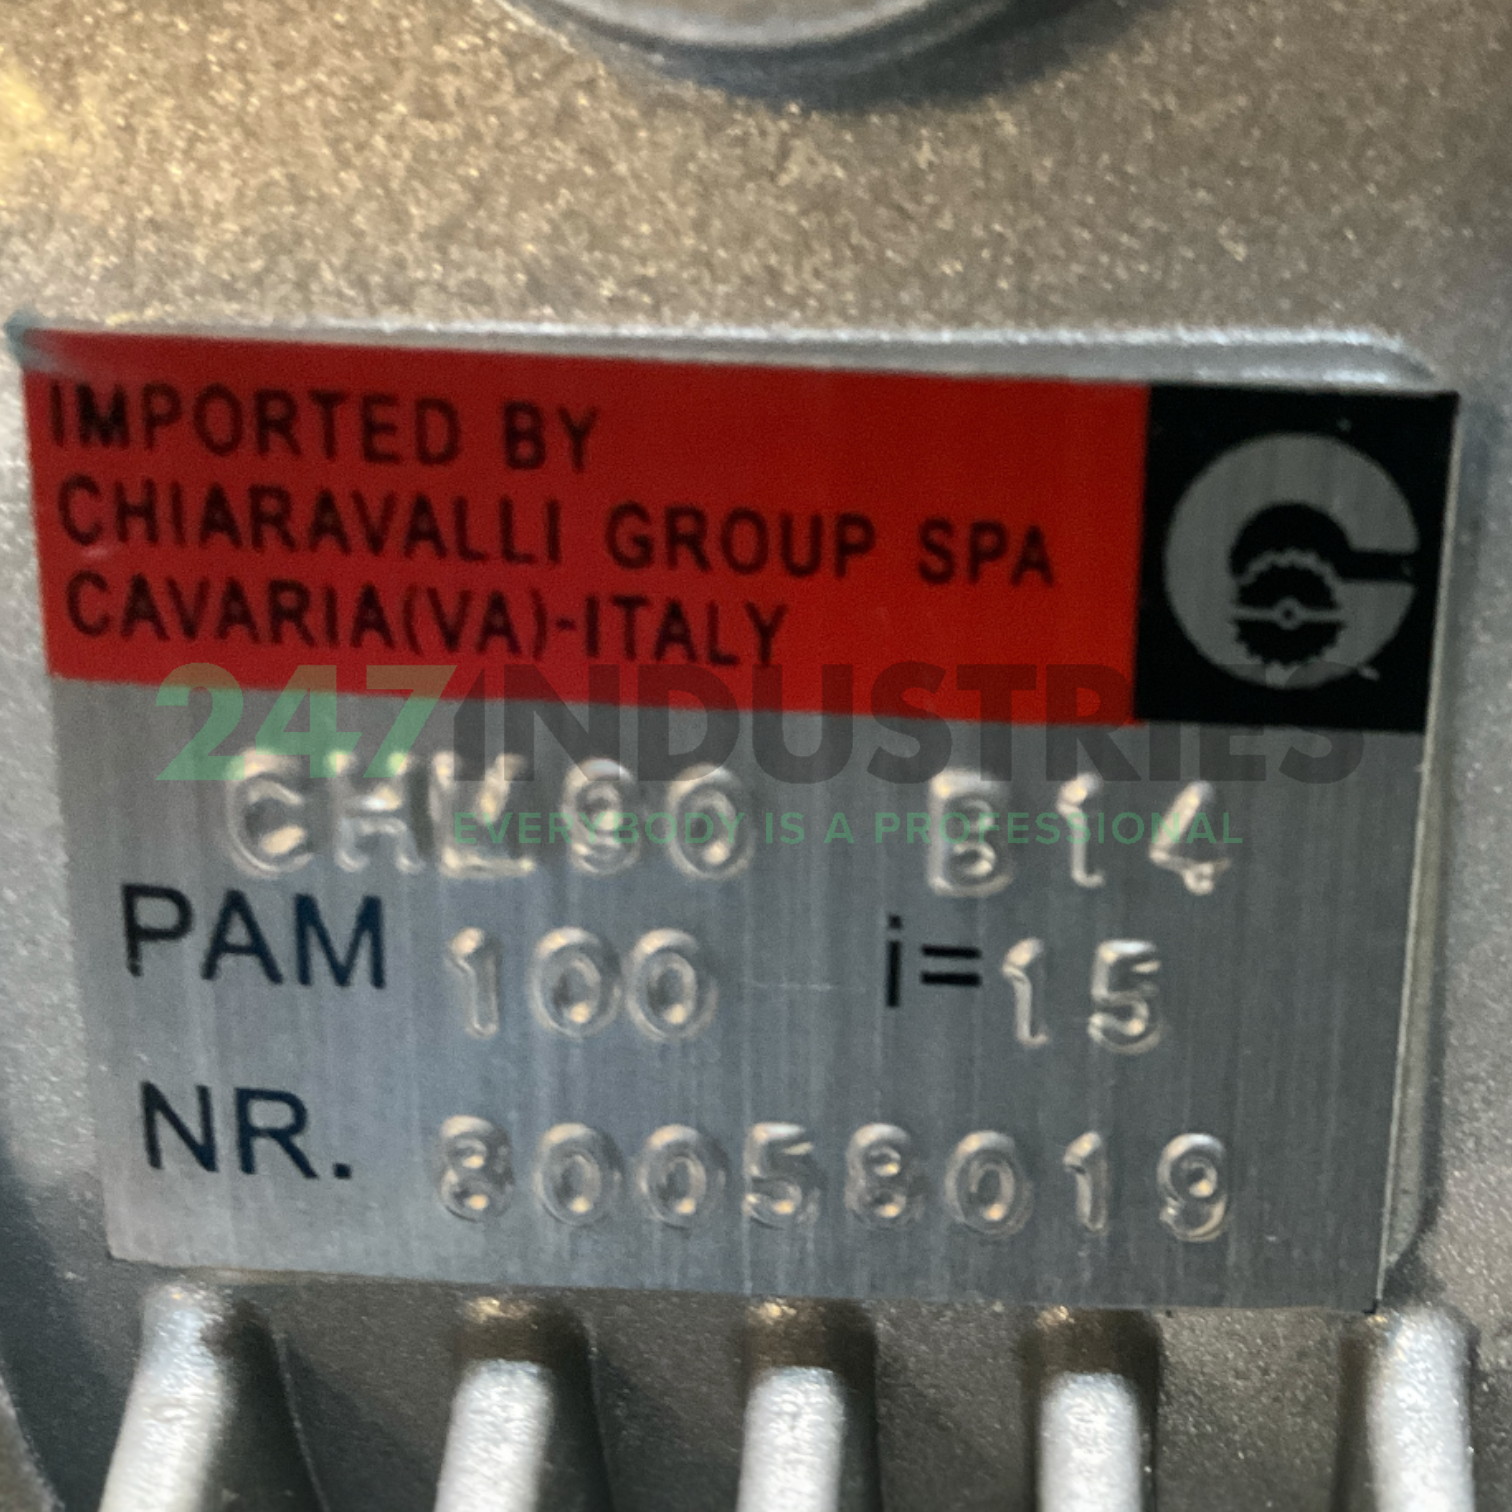 IMPORTED BY
CHIARAVALLI GROUP SPA
CAVARIA(VA)-ITALY
247INDUSTRIES
EVERYBODY IS A PROFESSIONAL
B14
PAM 100 i=15
NR. 80058019